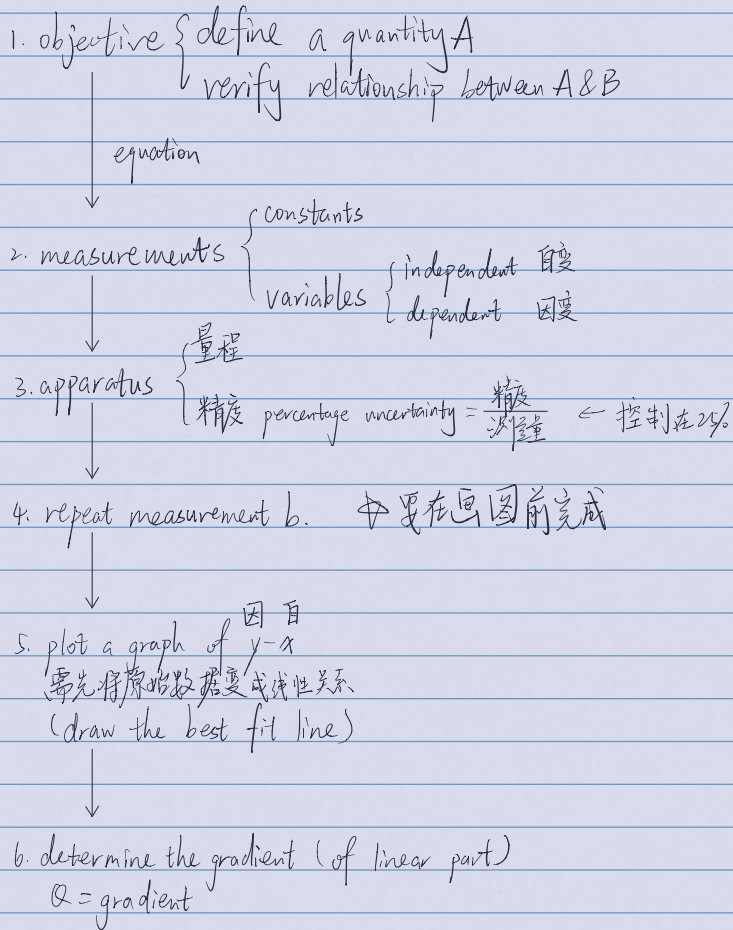 1. objective { define a quantity A
verify relationship between A & B
equation
2. measurements { constants
variables { independent 自变
dependent 因变
3. apparatus { 量程
精度 percentage uncertainty = 精度/测量量 ← 控制在2%
4. repeat measurement b. 要在画图前完成
5. plot a graph of y-x
因 自
需先将原始数据变成线性关系
(draw the best fit line)
6. determine the gradient (of linear part)
Q = gradient